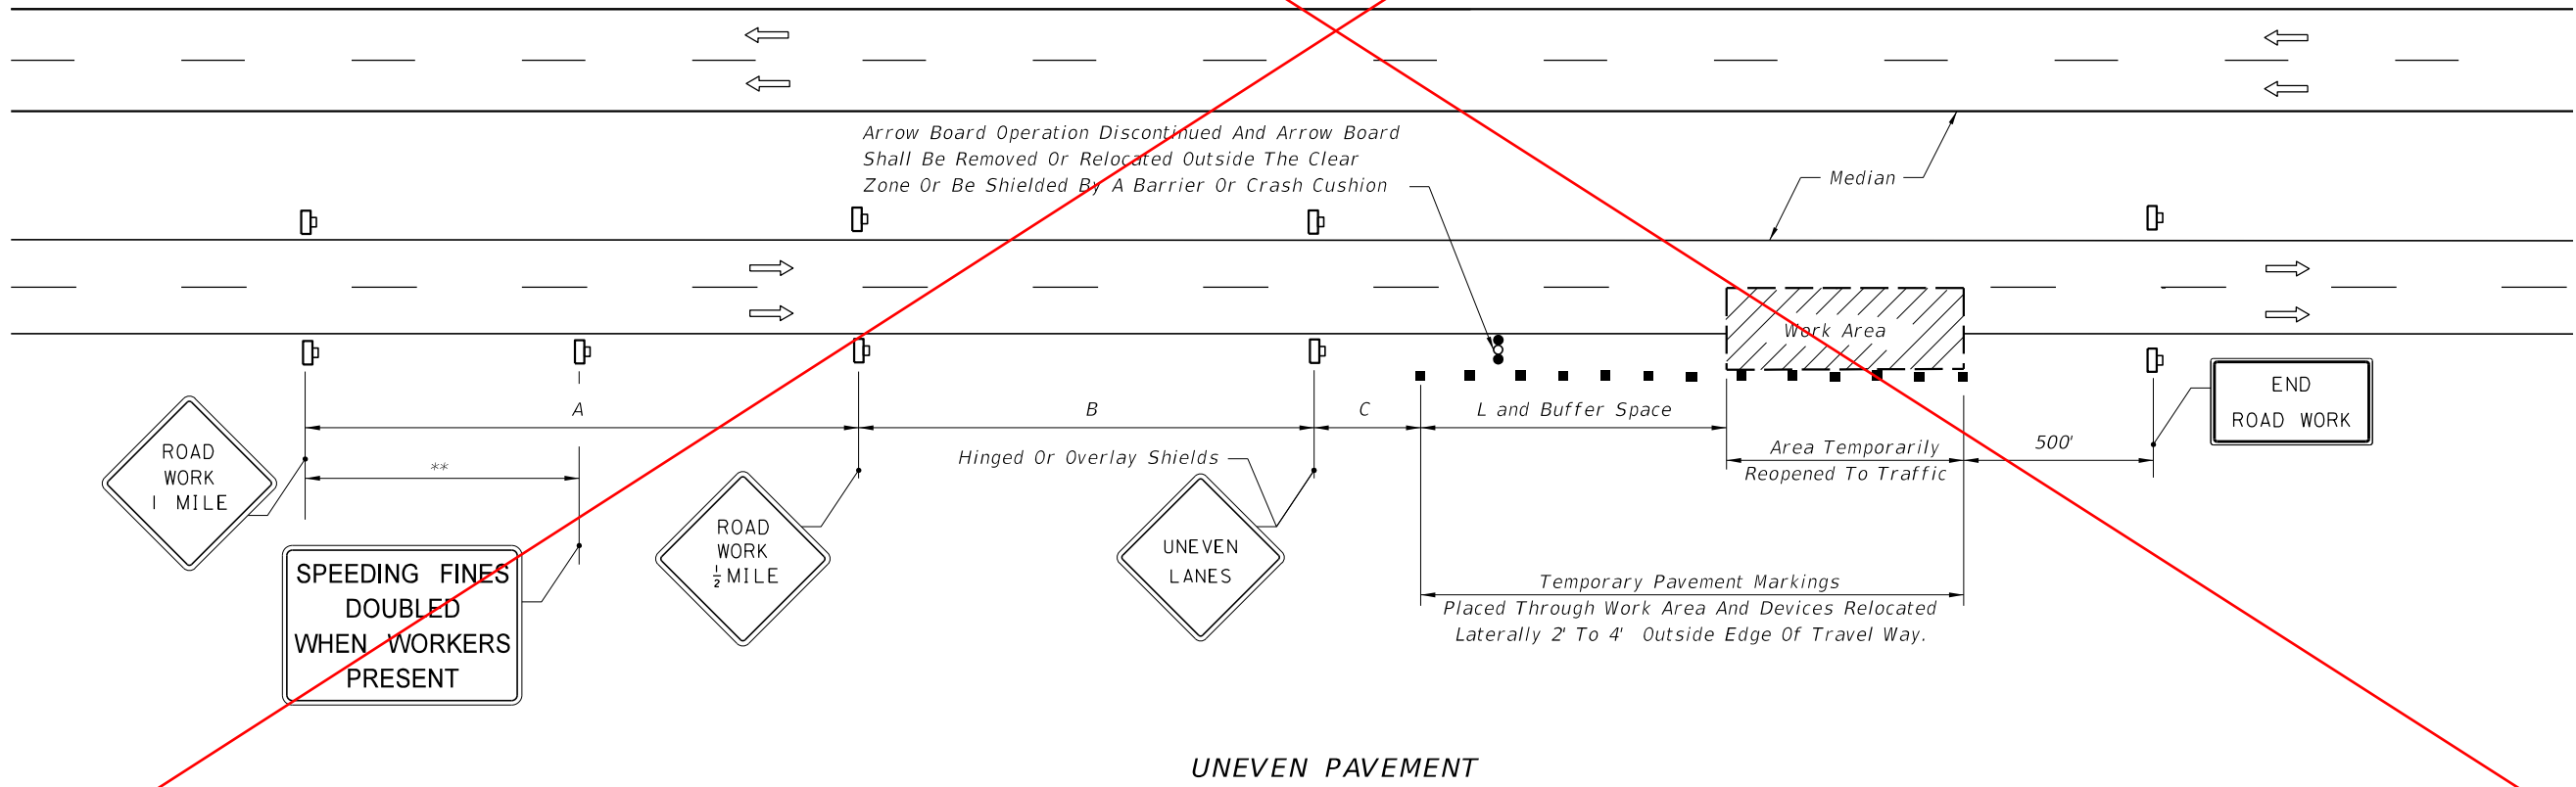 Arrow Board Operation Discontinued And Arrow Board
Shall Be Removed Or Relocated Outside The Clear
Zone Or Be Shielded By A Barrier Or Crash Cushion
Median
Work Area
A
B
C
L and Buffer Space
END
ROAD WORK
ROAD
WORK
1 MILE
**
Hinged Or Overlay Shields
Area Temporarily
Reopened To Traffic
500'
SPEEDING FINES
DOUBLED
WHEN WORKERS
PRESENT
ROAD
WORK
1/2 MILE
UNEVEN
LANES
Temporary Pavement Markings
Placed Through Work Area And Devices Relocated
Laterally 2' To 4' Outside Edge Of Travel Way.
UNEVEN PAVEMENT